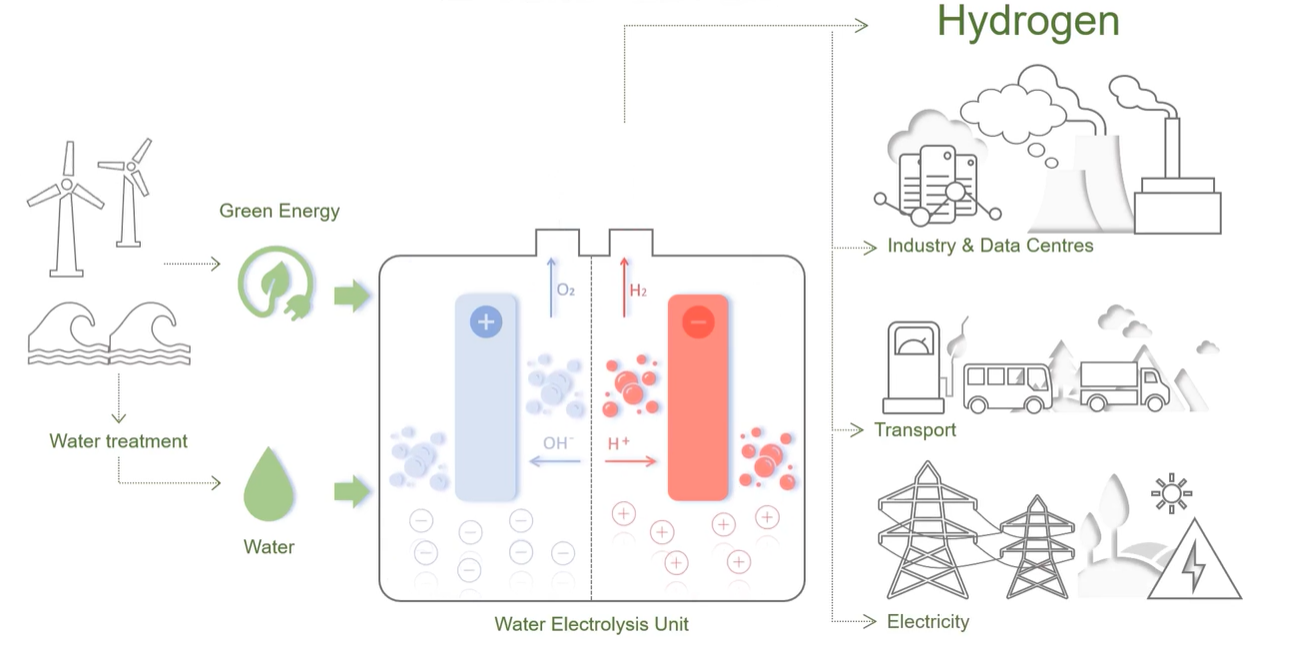 Hydrogen
Green Energy
Industry & Data Centres
O₂
H₂
+
−
Transport
Water treatment
OH⁻
H⁺
Water
Electricity
Water Electrolysis Unit